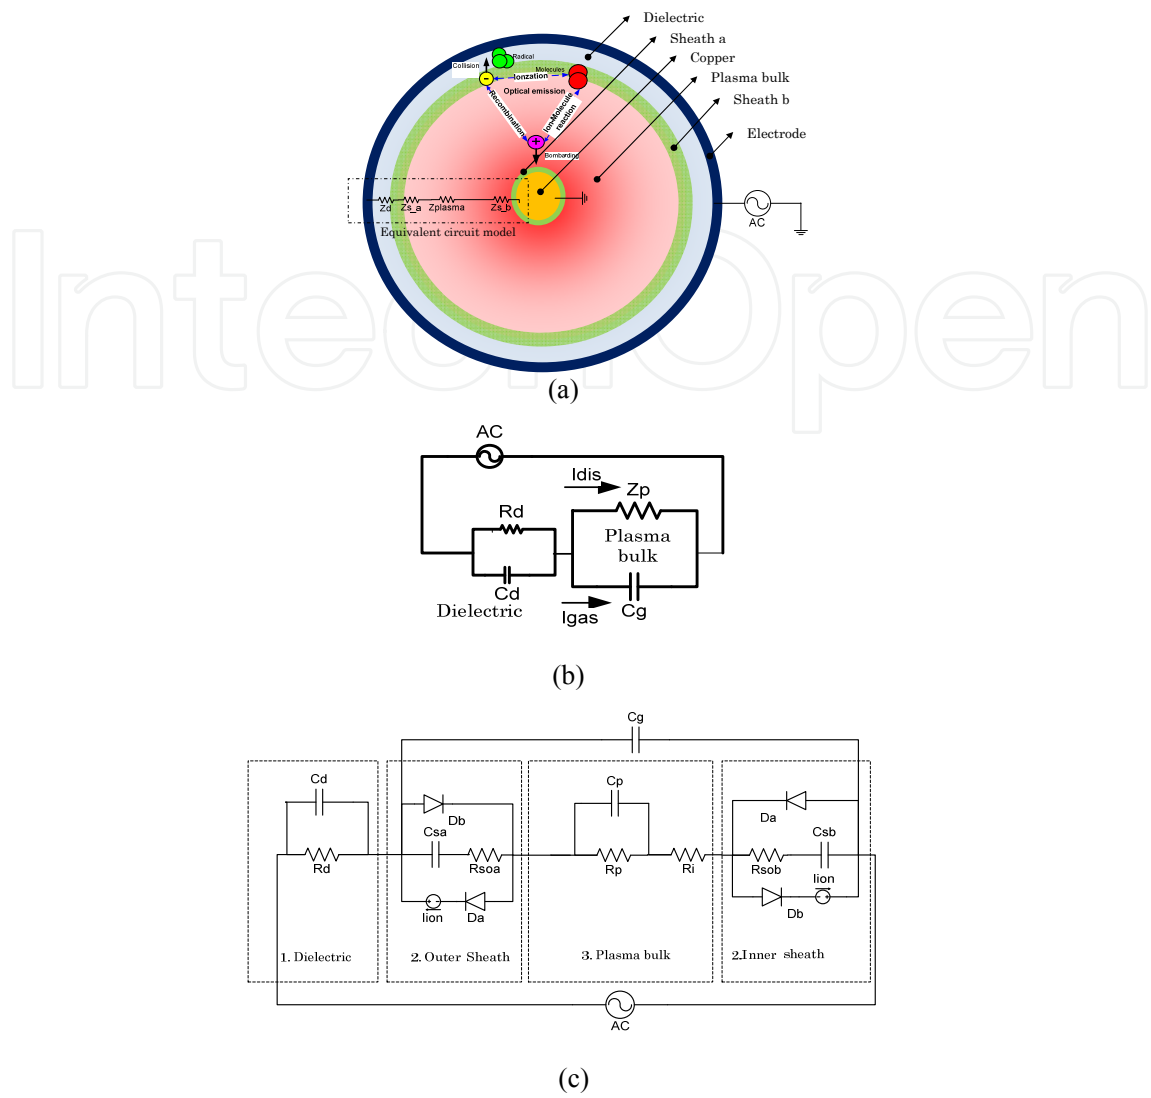 Dielectric
Sheath a
Copper
Plasma bulk
Sheath b
Electrode
Radical
Collision
Molecules
Ionzation
Optical emission
Recombination
Ion-Molecule
reaction
-
+
Bombarding
Zd Zs_a Zplasma Zs_b
Equivalent circuit model
AC
IntechOpen
(a)
AC
Idis
Zp
Rd
Plasma
bulk
Cd
Dielectric
Cg
Igas
(b)
Cg
Cd
Rd
Db
Csa
Rsoa
Iion
Da
Cp
Rp
Ri
Da
Csb
Rsob
Iion
Db
1. Dielectric
2. Outer Sheath
3. Plasma bulk
2.Inner sheath
AC
(c)